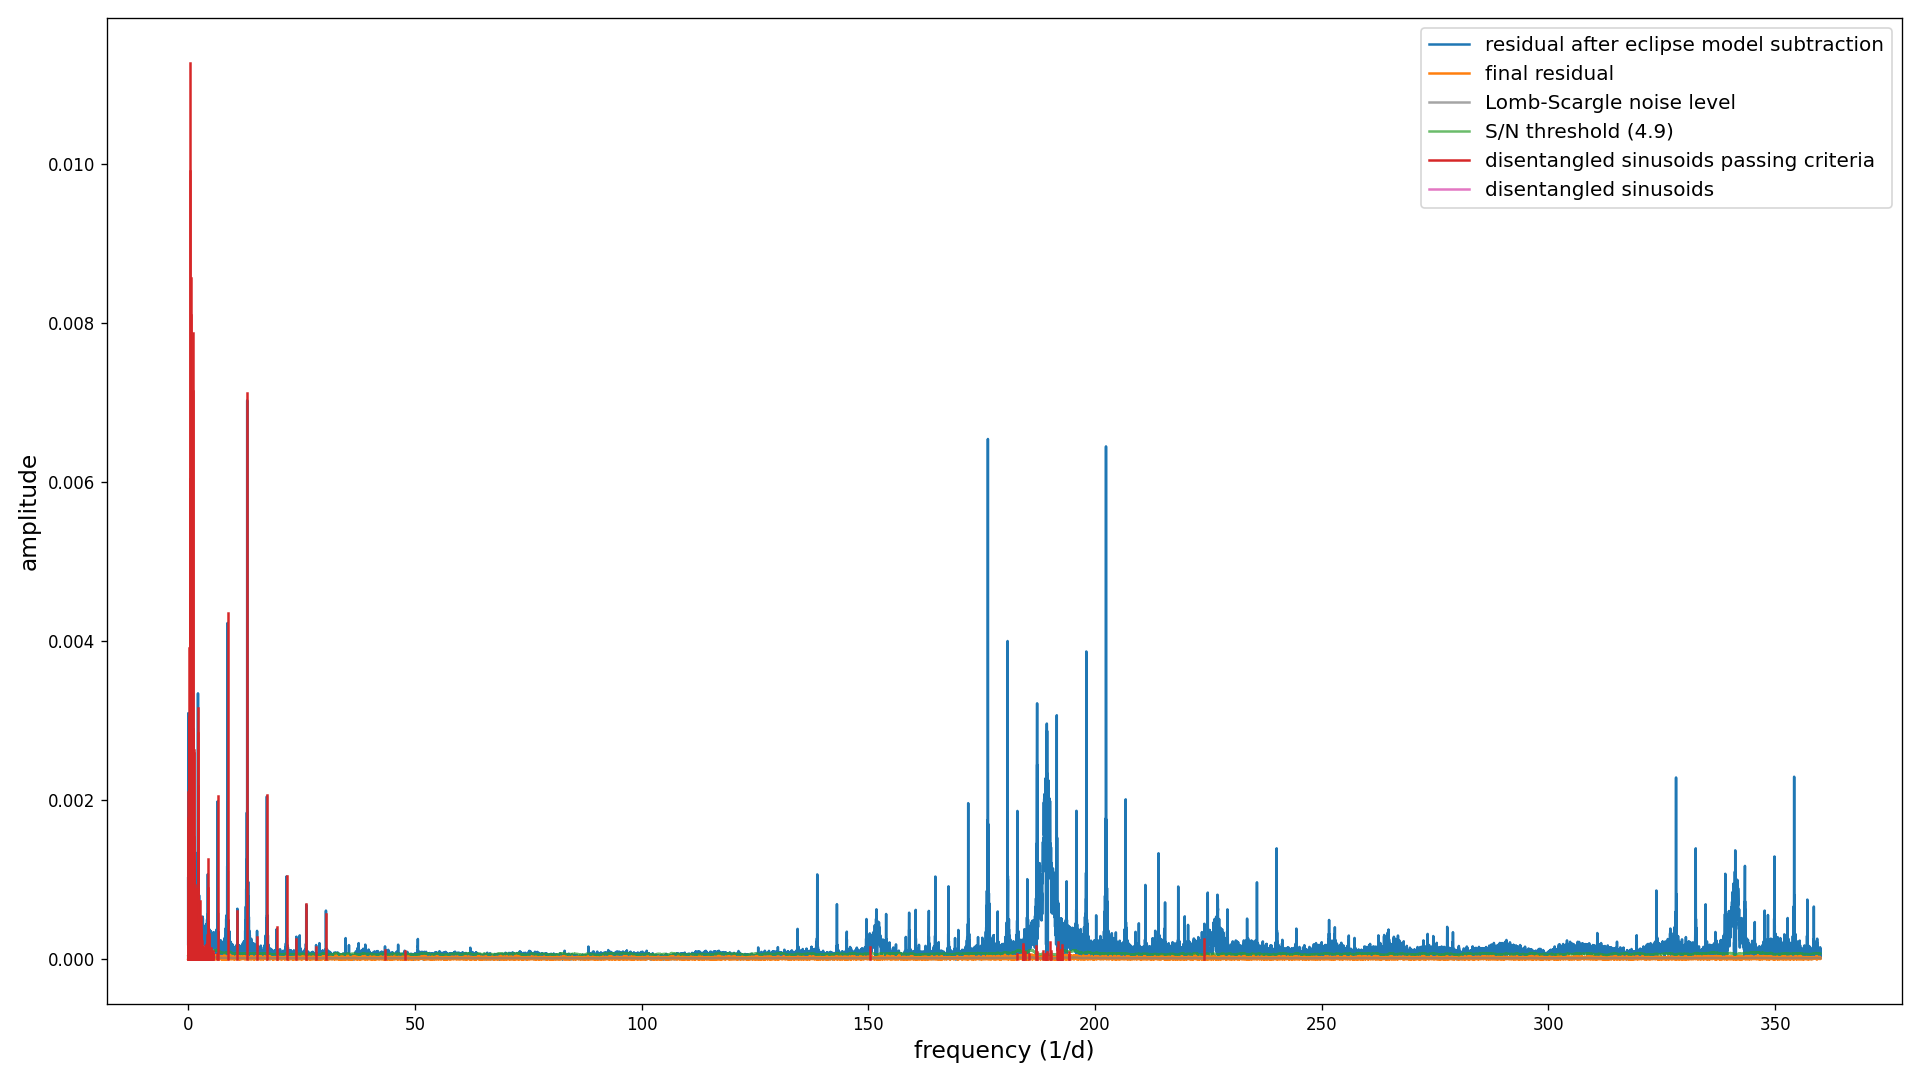 residual after eclipse model subtraction
final residual
Lomb-Scargle noise level
S/N threshold (4.9)
disentangled sinusoids passing criteria
disentangled sinusoids
0.010
0.008
0.006
0.004
0.002
0.000
amplitude
0 50 100 150 200 250 300 350
frequency (1/d)